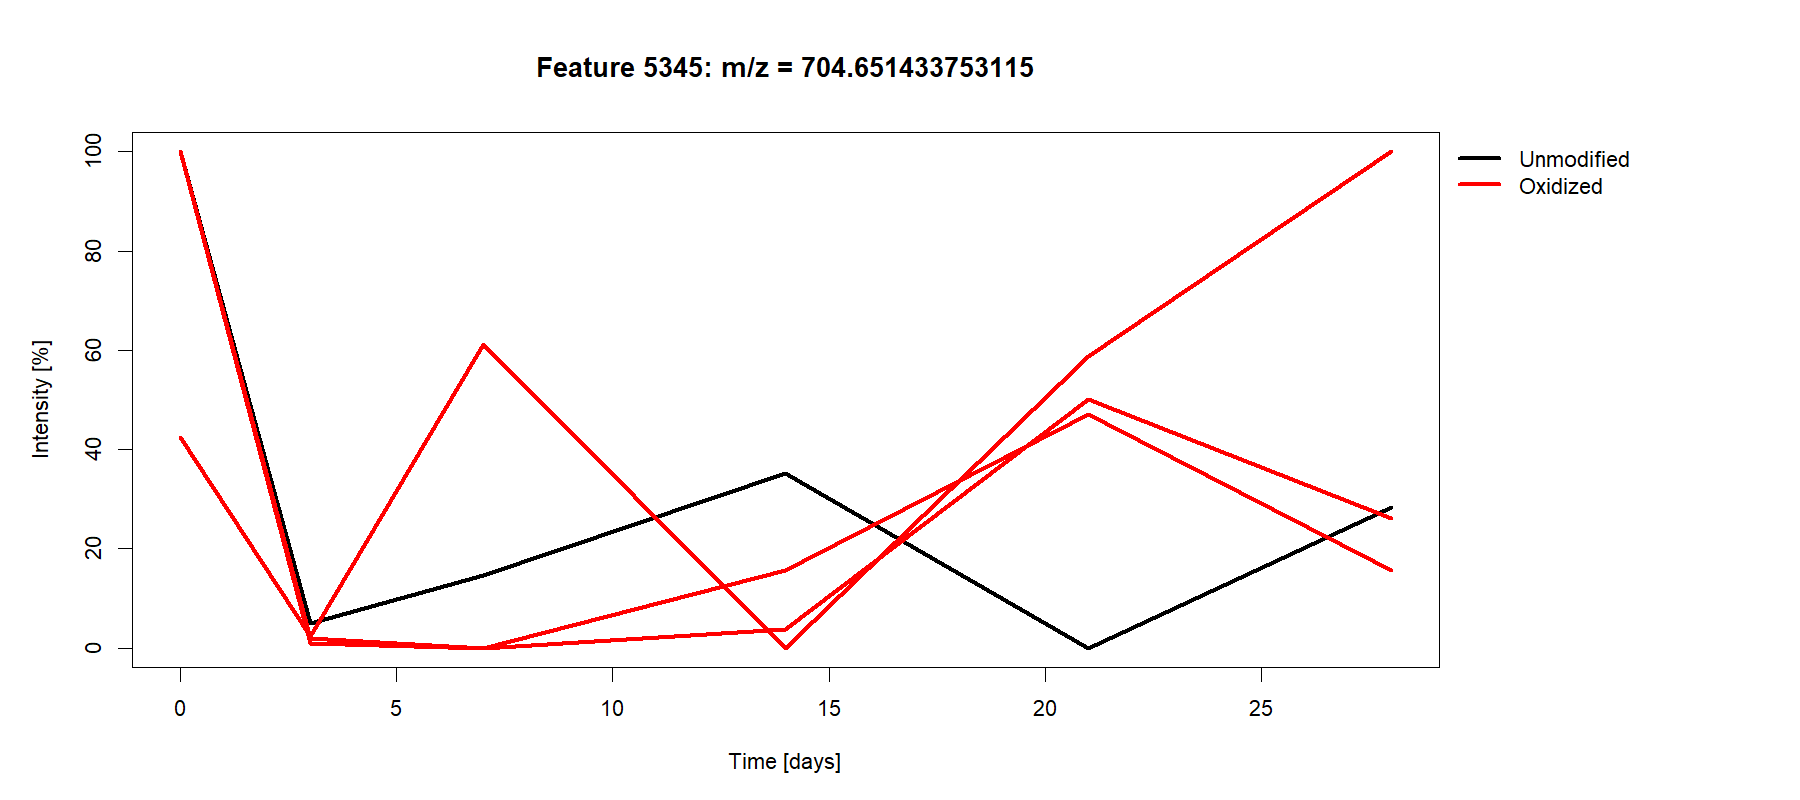 Feature 5345: m/z = 704.651433753115
Unmodified
Oxidized
Intensity [%]
100
80
60
40
20
0
0 5 10 15 20 25
Time [days]